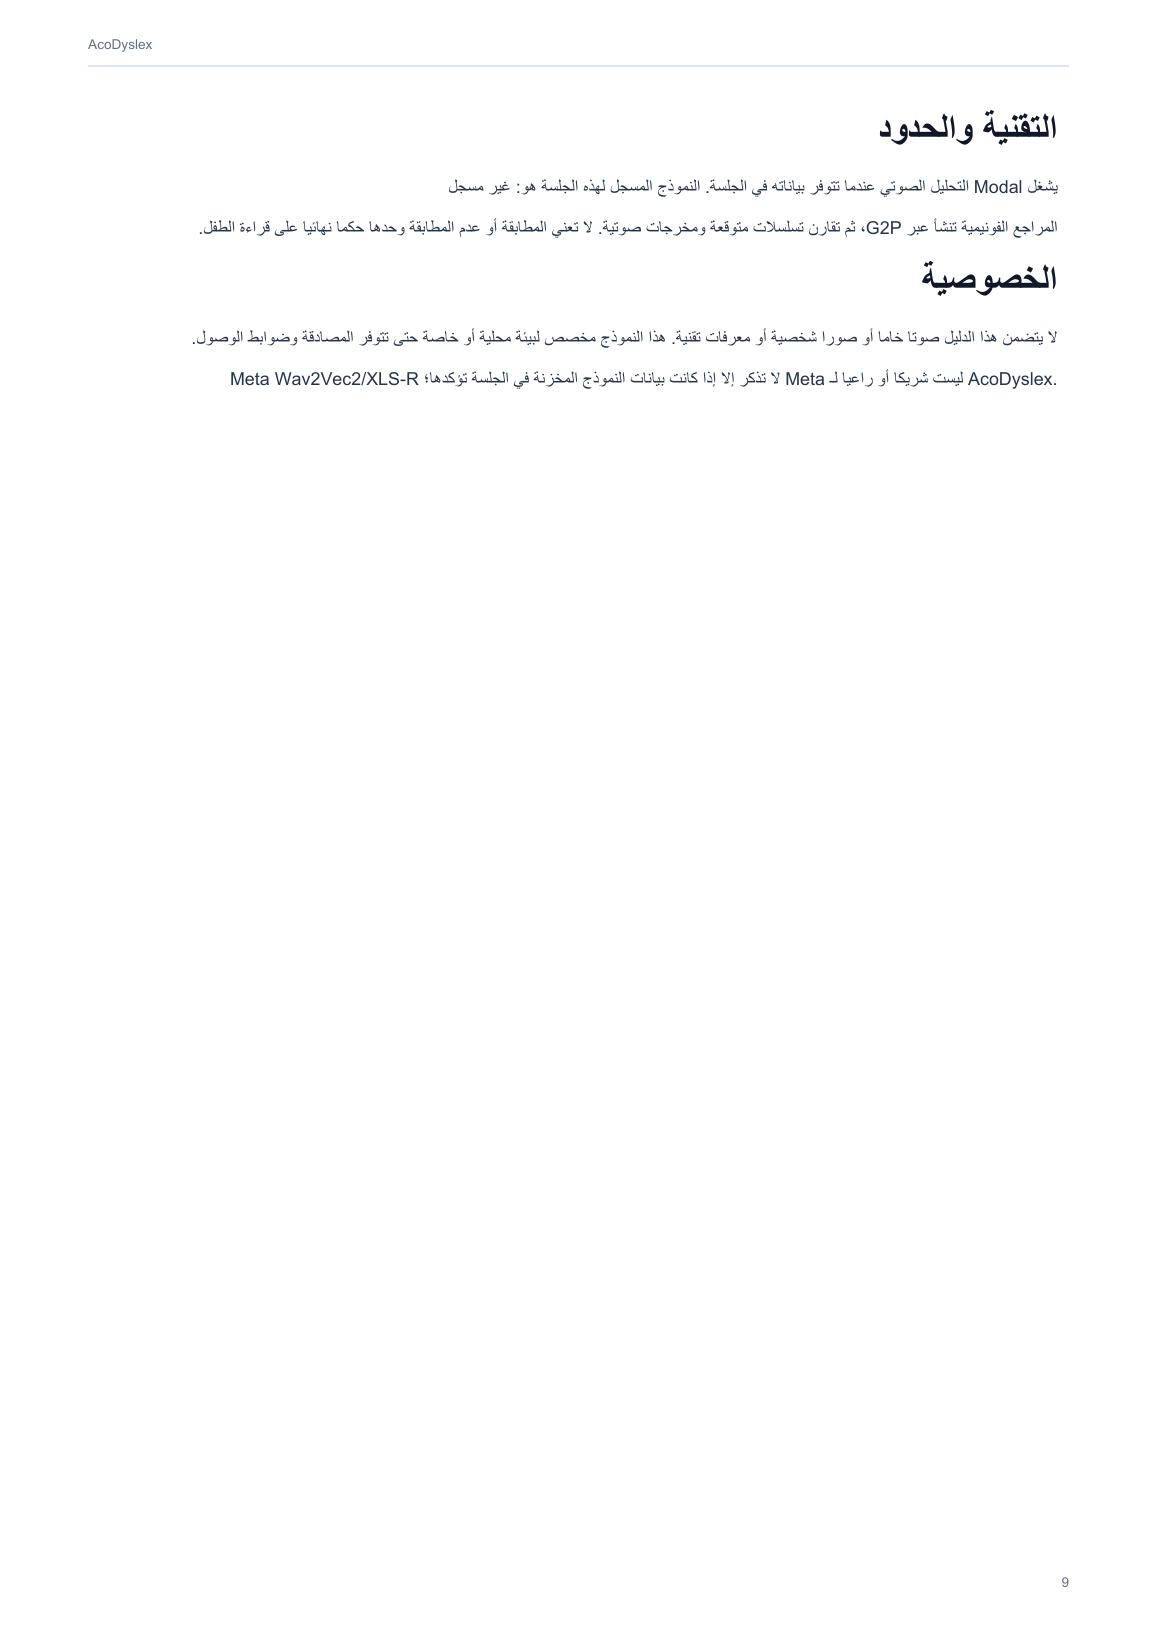 AcoDyslex
التقنية والحدود
يشغل Modal التحليل الصوتي عندما تتوفر بياناته في الجلسة. النموذج المسجل لهذه الجلسة هو: غير مسجل
المراجع الفونيمية تنشأ عبر G2P، ثم تقارن تسلسلات متوقعة ومخرجات صوتية. لا تعني المطابقة أو عدم المطابقة وحدها حكما نهائيا على قراءة الطفل.
الخصوصية
لا يتضمن هذا الدليل صوتا خاما أو صورا شخصية أو معرفات تقنية. هذا النموذج مخصص لبيئة محلية أو خاصة حتى تتوفر المصادقة وضوابط الوصول.
.AcoDyslex ليست شريكا أو راعيا لـ Meta لا تذكر إلا إذا كانت بيانات النموذج المخزنة في الجلسة تؤكدها؛ Meta Wav2Vec2/XLS-R
9